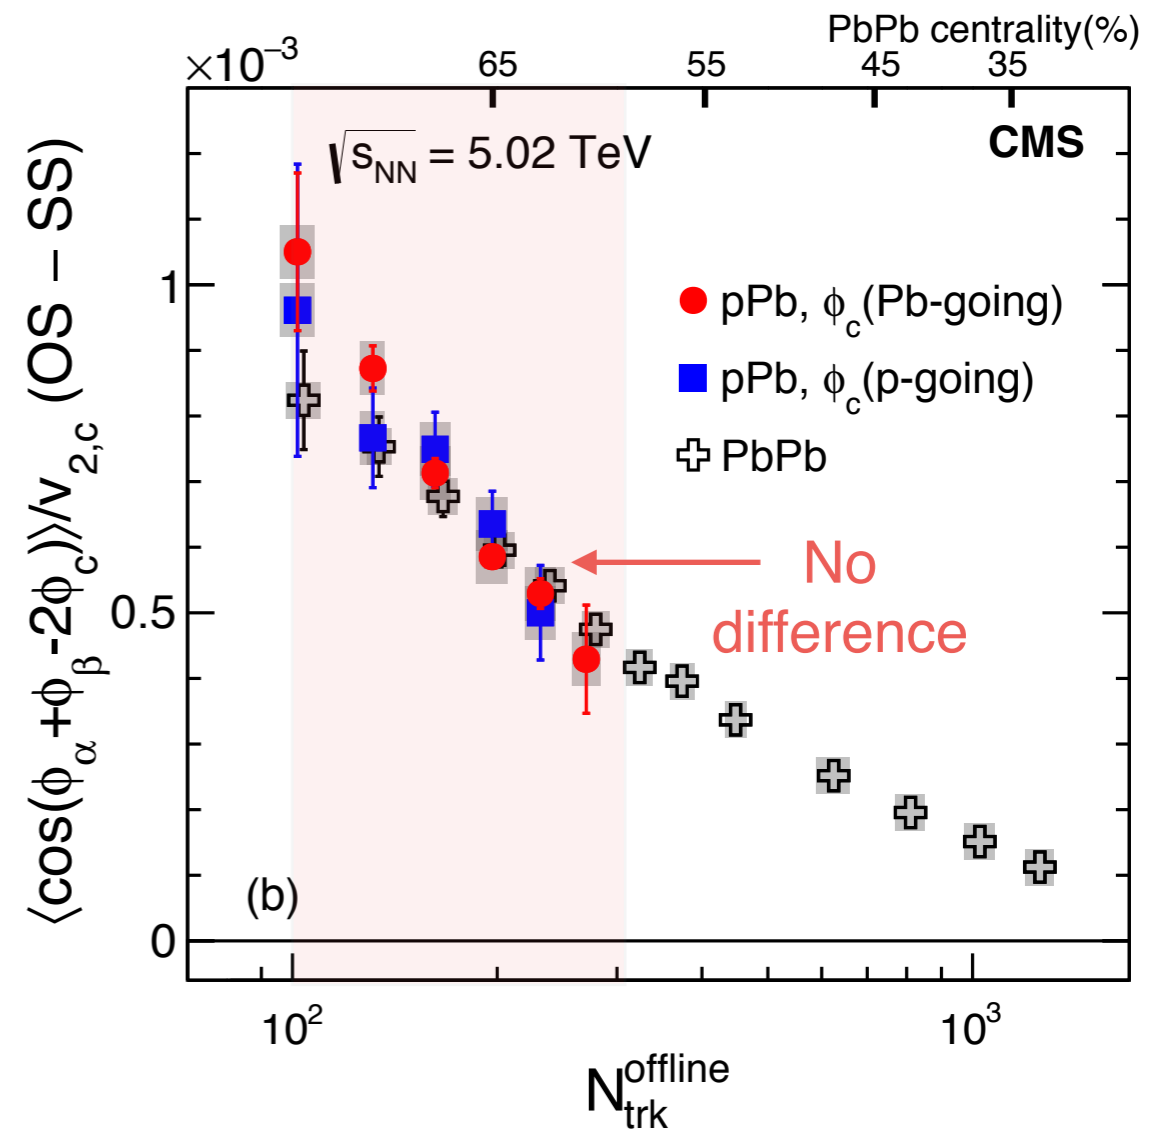 PbPb centrality(%)
×10⁻³
65 55 45 35
√sNN = 5.02 TeV
CMS
⟨cos(ϕα+ϕβ-2ϕc)⟩/v2,c (OS − SS)
1
0.5
0
pPb, ϕc(Pb-going)
pPb, ϕc(p-going)
PbPb
No
difference
(b)
10² 10³
Ntrk^offline